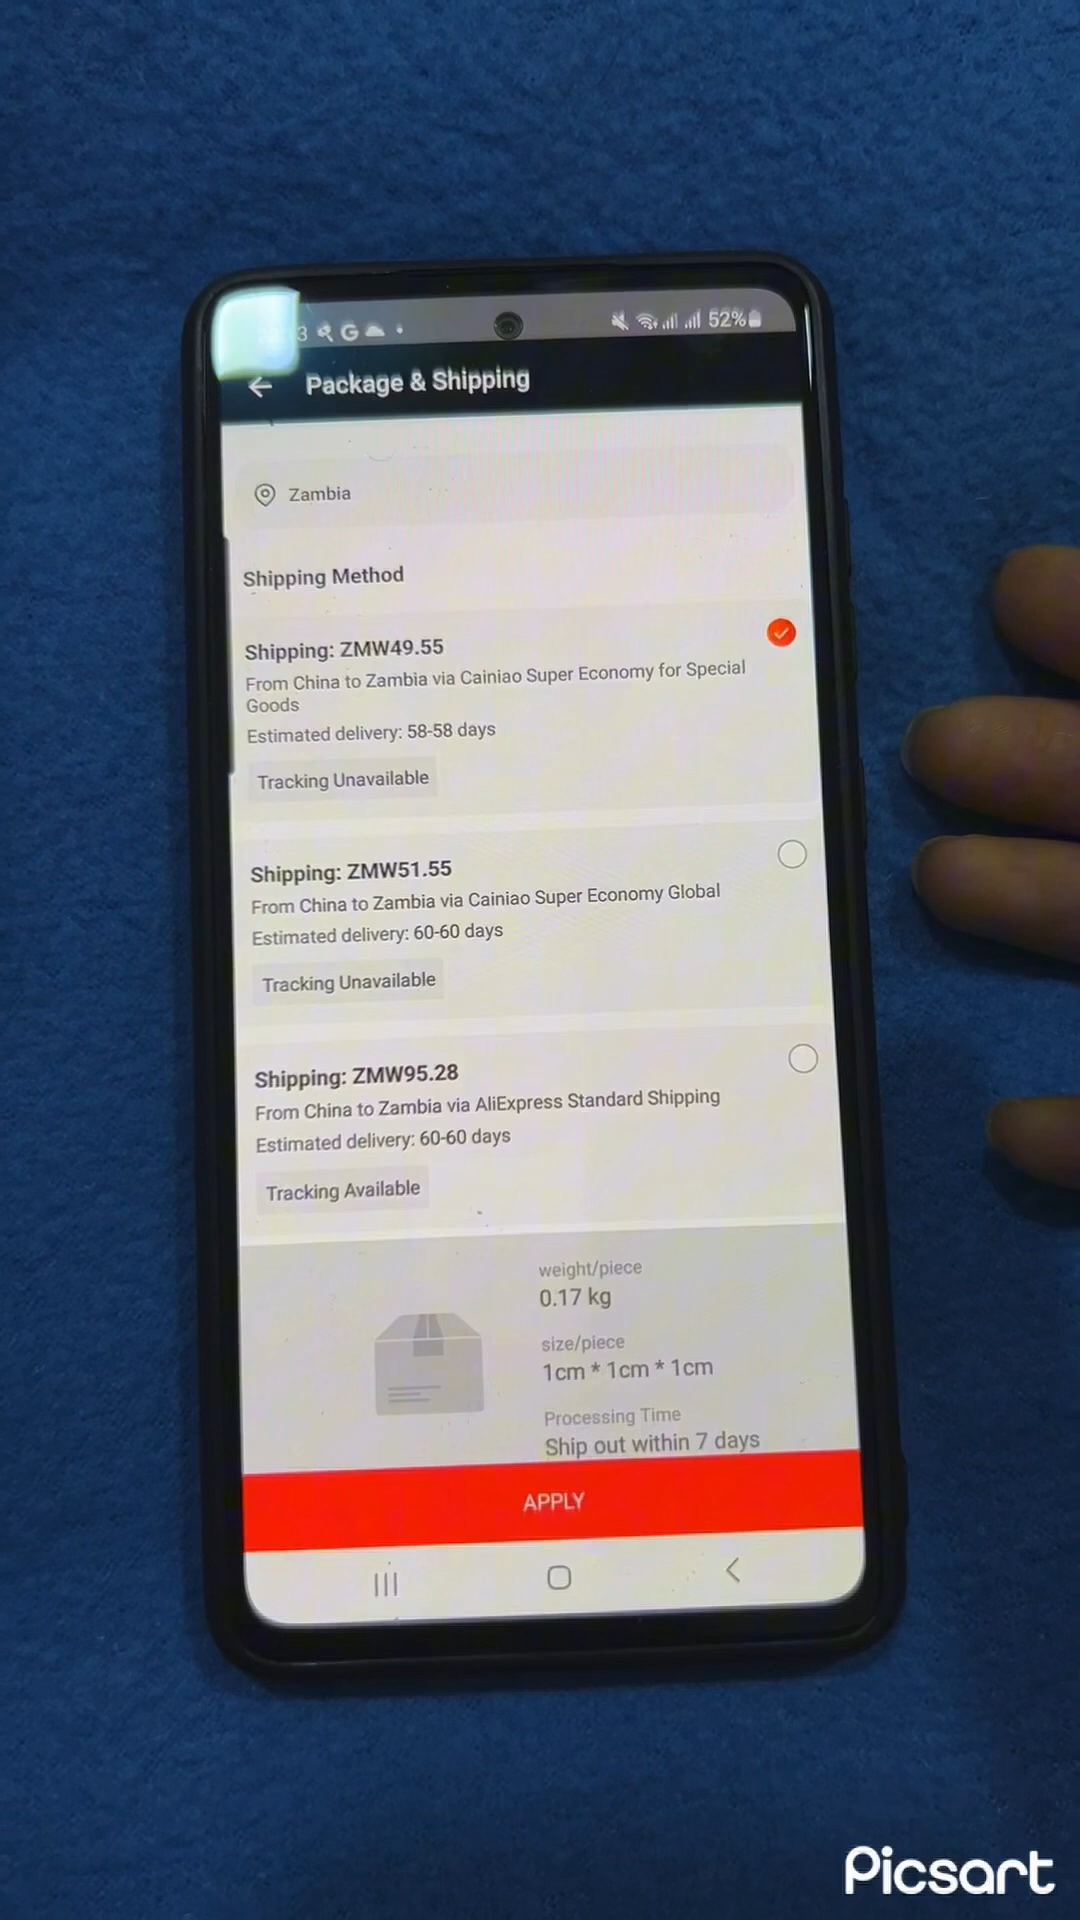 3 G 52%
Package & Shipping
Zambia
Shipping Method
Shipping: ZMW49.55
From China to Zambia via Cainiao Super Economy for Special
Goods
Estimated delivery: 58-58 days
Tracking Unavailable
Shipping: ZMW51.55
From China to Zambia via Cainiao Super Economy Global
Estimated delivery: 60-60 days
Tracking Unavailable
Shipping: ZMW95.28
From China to Zambia via AliExpress Standard Shipping
Estimated delivery: 60-60 days
Tracking Available
weight/piece
0.17 kg
size/piece
1cm * 1cm * 1cm
Processing Time
Ship out within 7 days
APPLY
Picsart